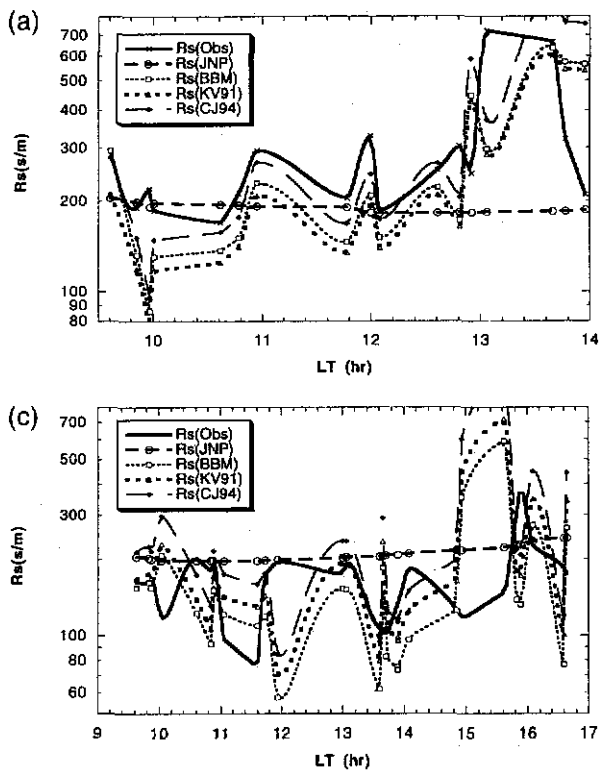 (a)
700
600
500
400
300
200
100
90
80
Rs(s/m)
Rs(Obs)
Rs(JNP)
Rs(BBM)
Rs(KV91)
Rs(CJ94)
10
11
12
13
14
LT (hr)
(c)
700
500
300
200
100
80
60
Rs(s/m)
Rs(Obs)
Rs(JNP)
Rs(BBM)
Rs(KV91)
Rs(CJ94)
9
10
11
12
13
14
15
16
17
LT (hr)